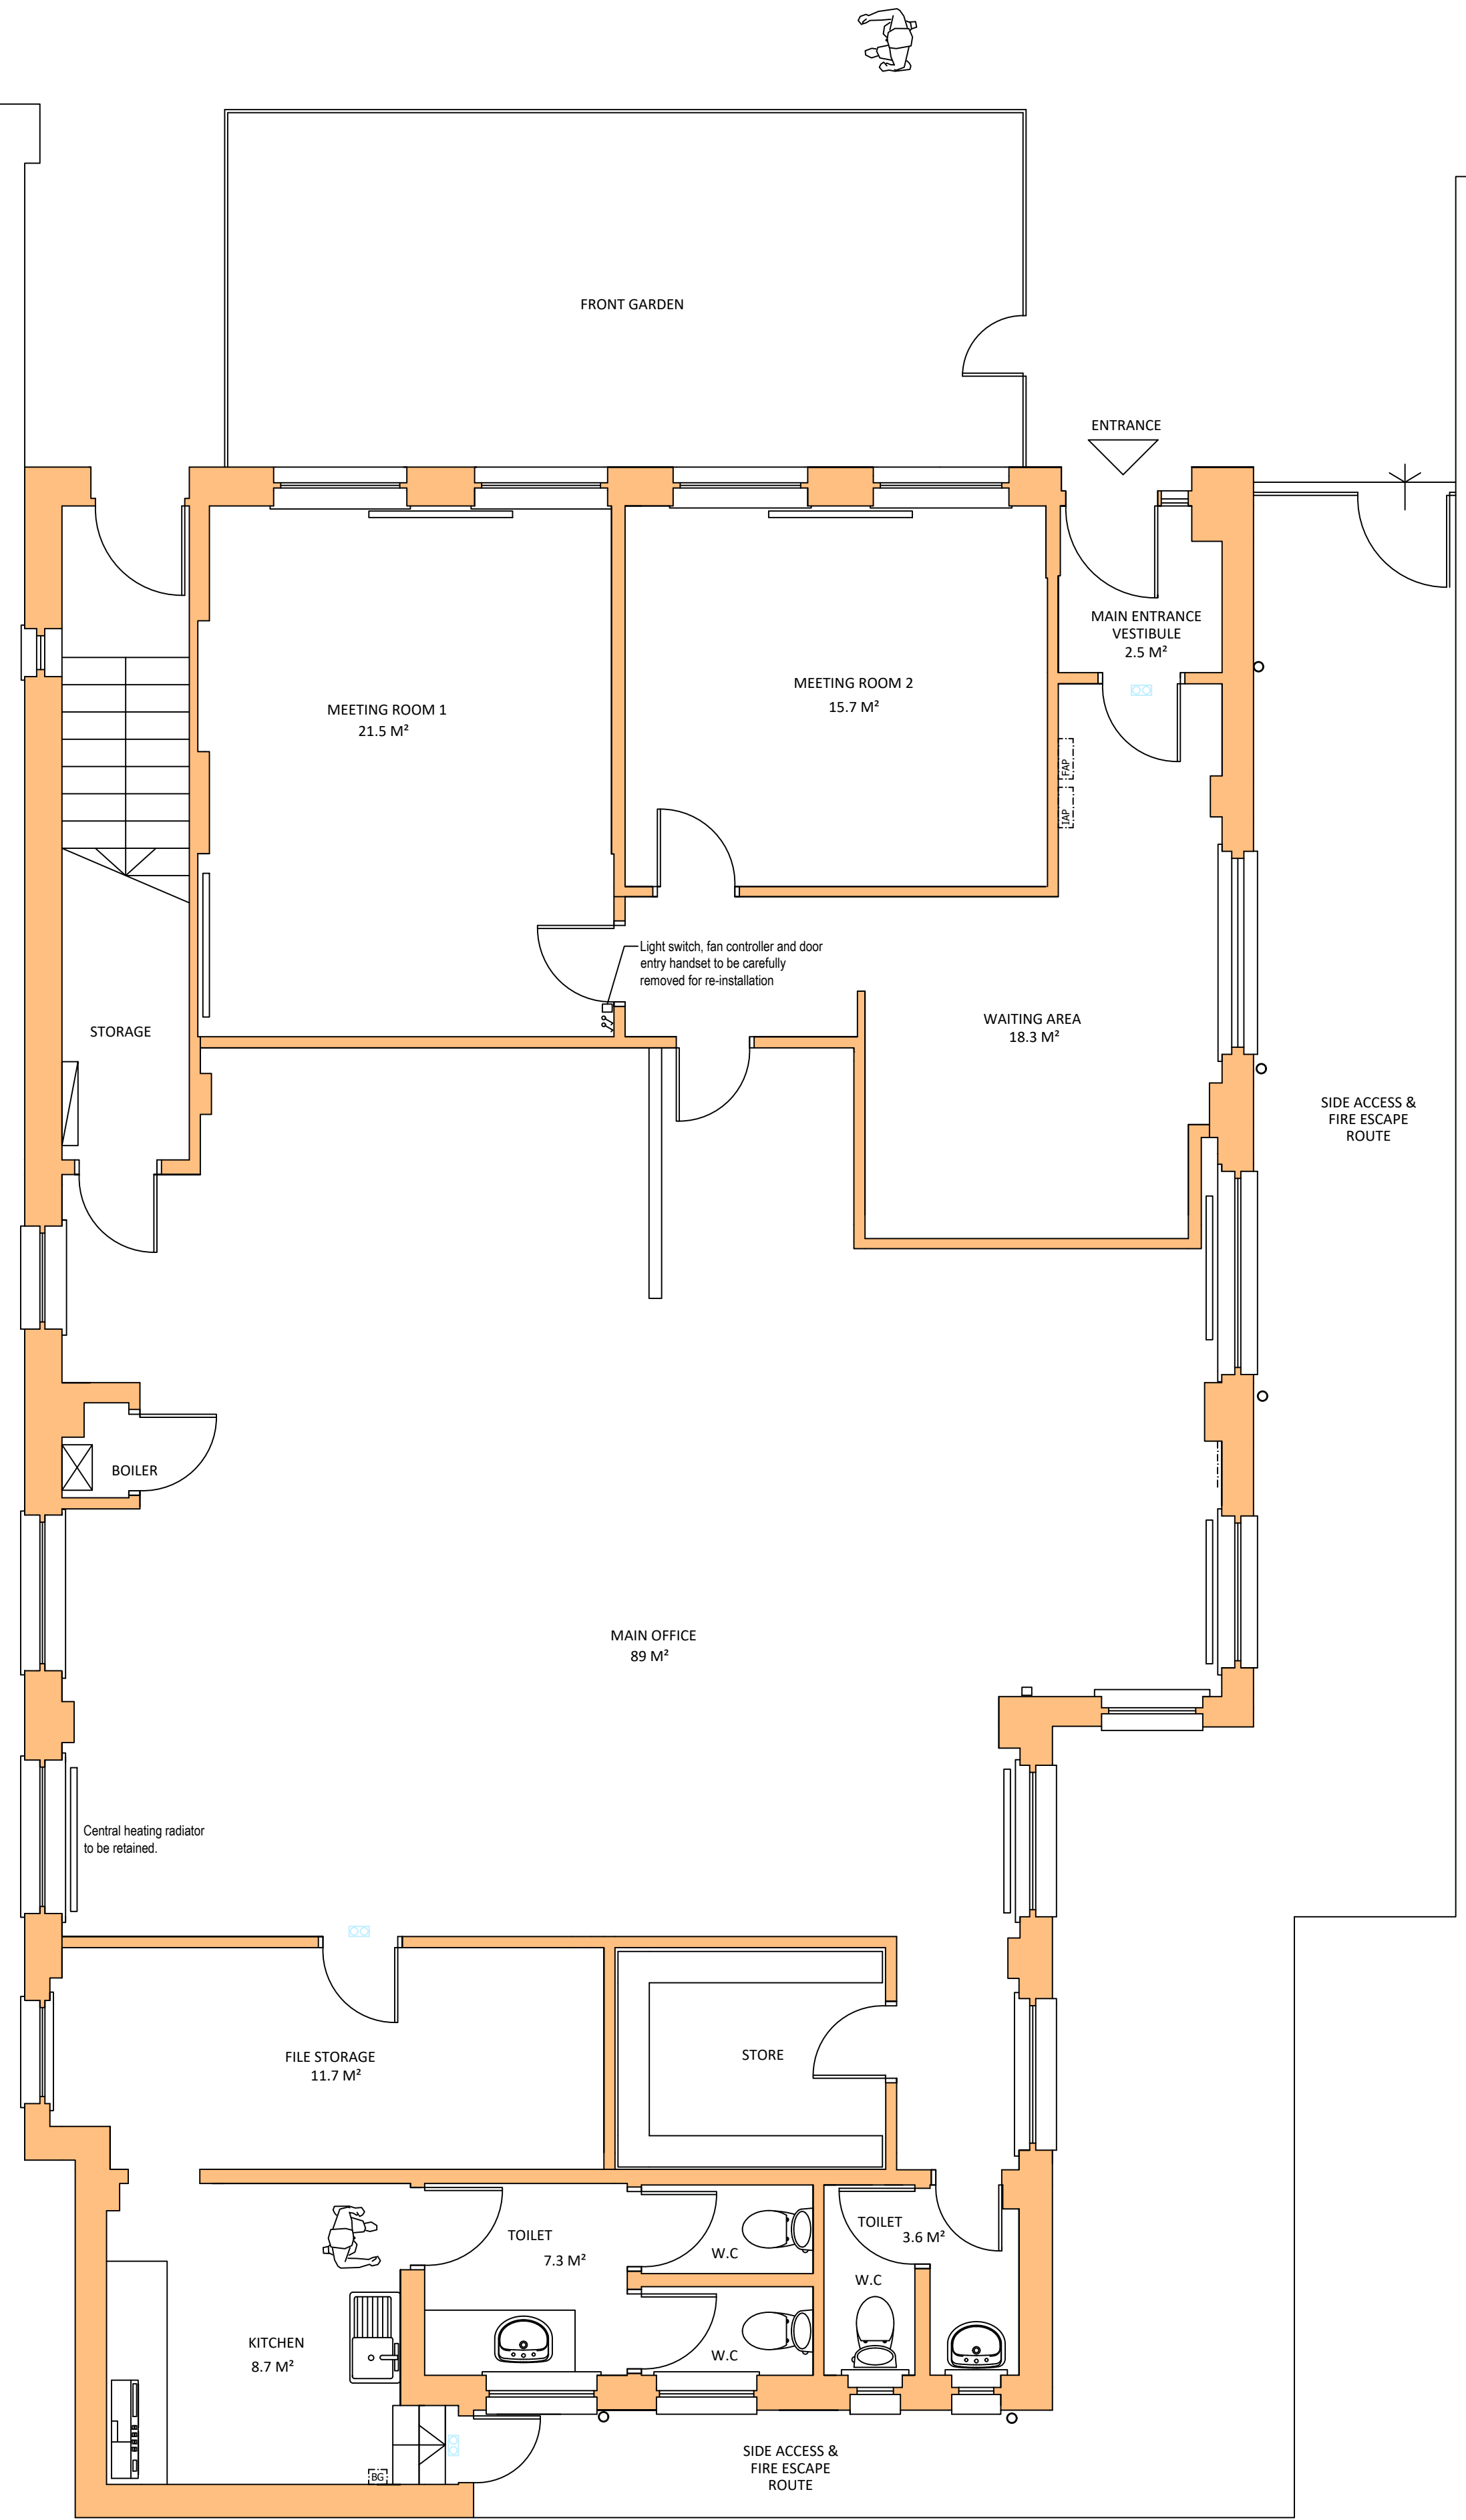 FRONT GARDEN
ENTRANCE
MAIN ENTRANCE
VESTIBULE
2.5 M²
MEETING ROOM 2
15.7 M²
MEETING ROOM 1
21.5 M²
FAP
IAP
Light switch, fan controller and door
entry handset to be carefully
removed for re-installation
WAITING AREA
18.3 M²
STORAGE
SIDE ACCESS &
FIRE ESCAPE
ROUTE
BOILER
MAIN OFFICE
89 M²
Central heating radiator
to be retained.
FILE STORAGE
11.7 M²
STORE
TOILET
7.3 M²
W.C
TOILET
3.6 M²
W.C
W.C
KITCHEN
8.7 M²
BG
SIDE ACCESS &
FIRE ESCAPE
ROUTE